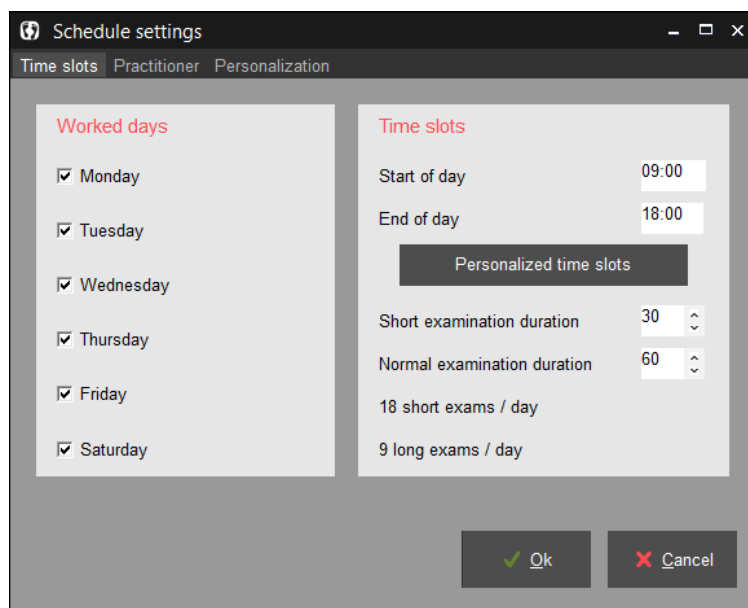 Schedule settings
Time slots Practitioner Personalization
Worked days
Monday
Tuesday
Wednesday
Thursday
Friday
Saturday
Time slots
Start of day 09:00
End of day 18:00
Personalized time slots
Short examination duration 30
Normal examination duration 60
18 short exams / day
9 long exams / day
Ok Cancel